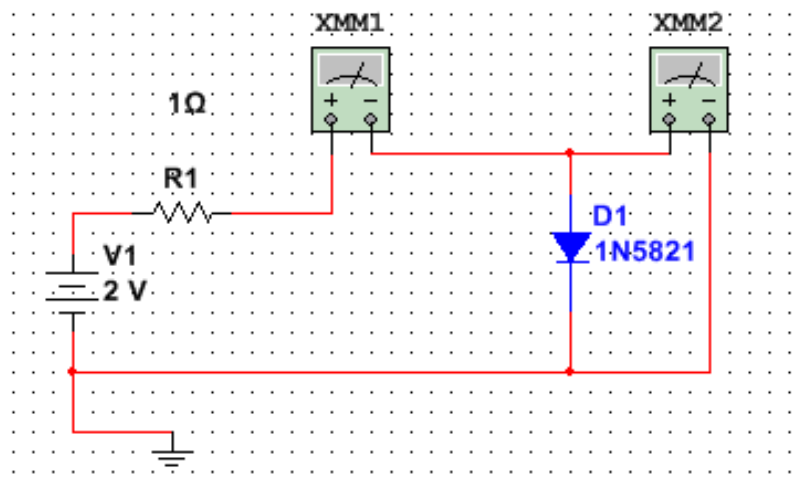 XMM1
XMM2
+ −
+ −
1Ω
R1
V1
2 V
D1
1N5821